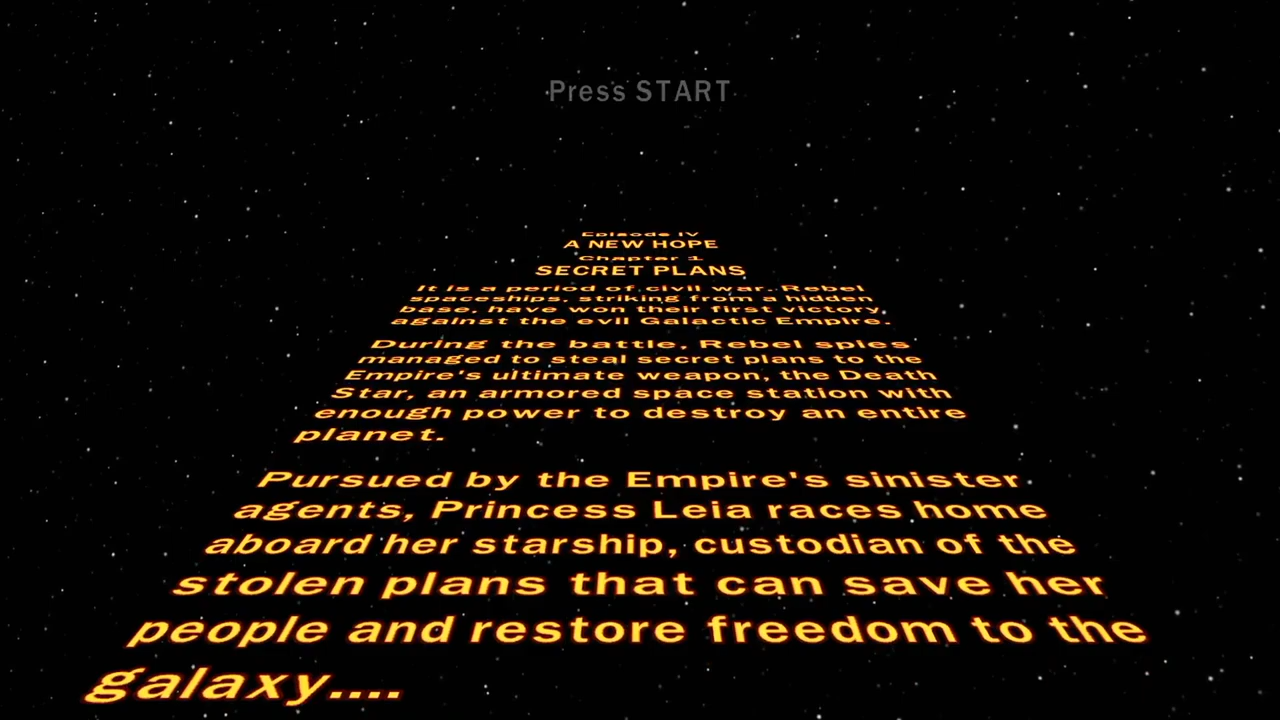 Press START
Episode IV
A NEW HOPE
Chapter 1
SECRET PLANS
It is a period of civil war. Rebel
spaceships, striking from a hidden
base, have won their first victory
against the evil Galactic Empire.
During the battle, Rebel spies
managed to steal secret plans to the
Empire's ultimate weapon, the Death
Star, an armored space station with
enough power to destroy an entire
planet.
Pursued by the Empire's sinister
agents, Princess Leia races home
aboard her starship, custodian of the
stolen plans that can save her
people and restore freedom to the
galaxy....